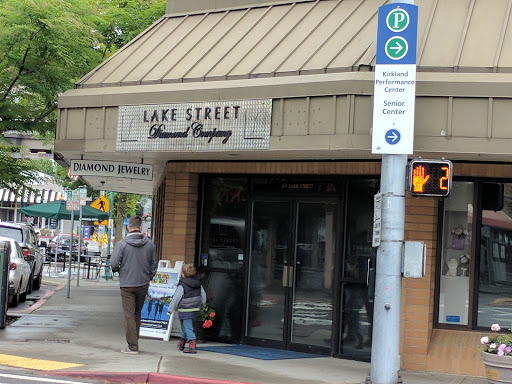 P
Kirkland
Performance
Center
Senior
Center
LAKE STREET
Diamond Company
DIAMOND JEWELRY
2